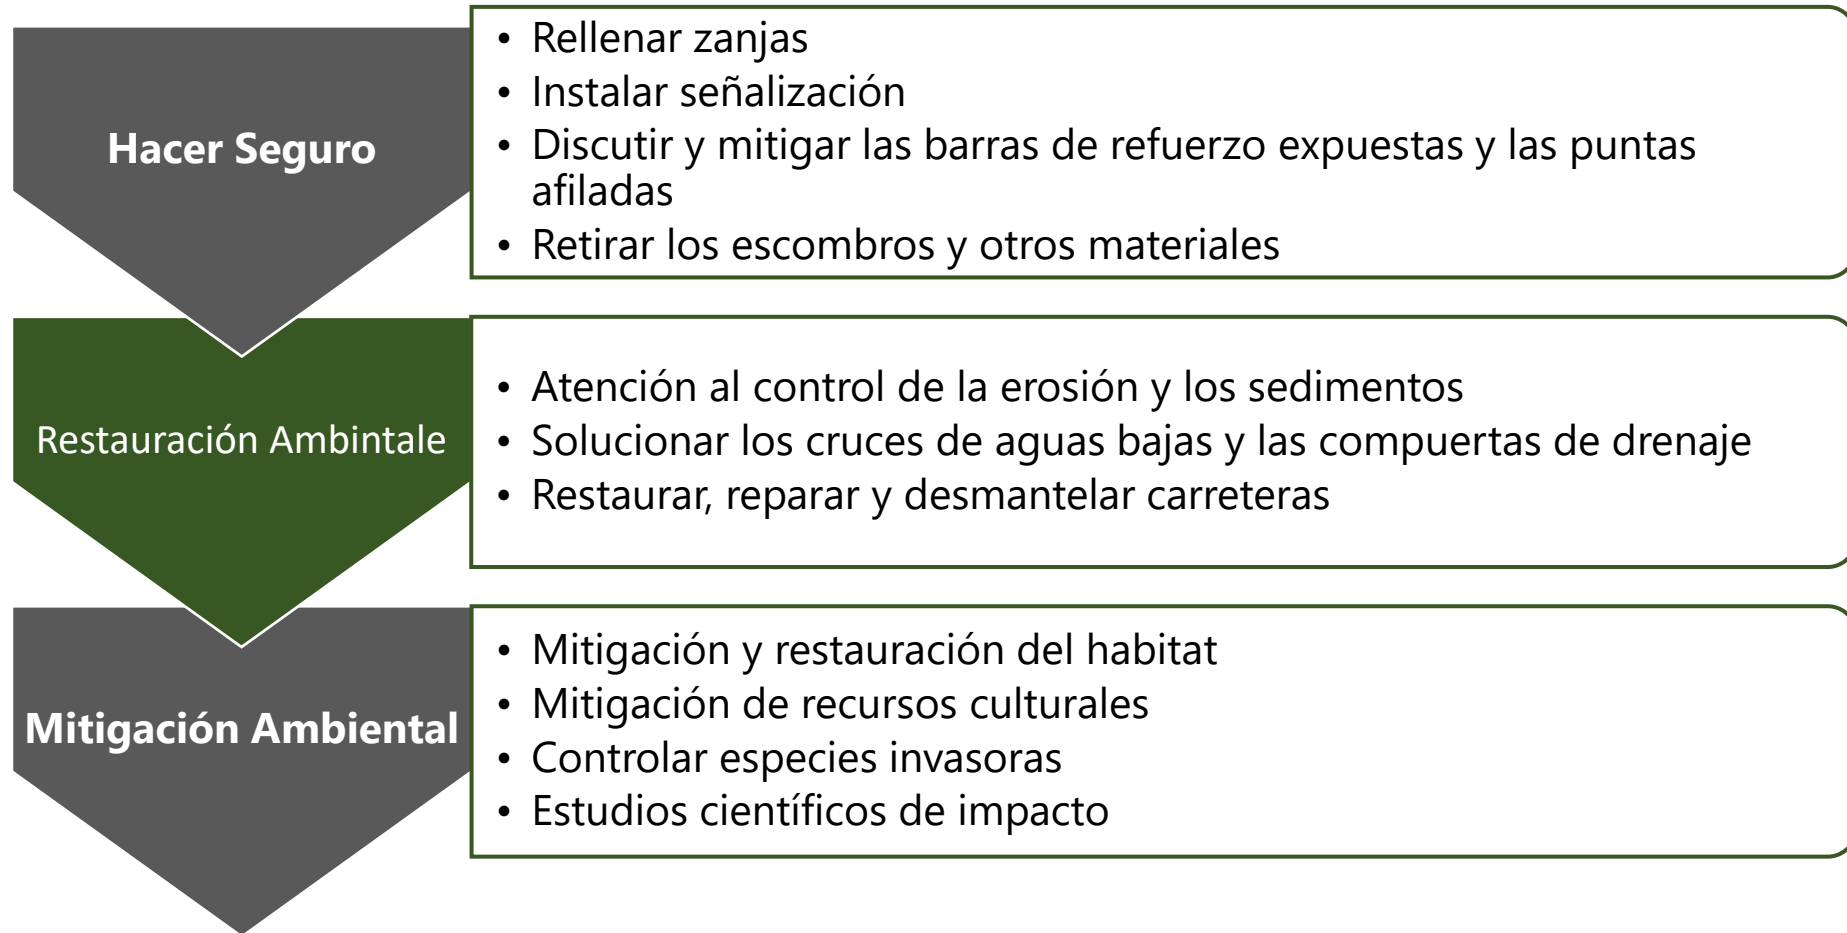 Hacer Seguro
• Rellenar zanjas
• Instalar señalización
• Discutir y mitigar las barras de refuerzo expuestas y las puntas
afiladas
• Retirar los escombros y otros materiales
Restauración Ambintale
• Atención al control de la erosión y los sedimentos
• Solucionar los cruces de aguas bajas y las compuertas de drenaje
• Restaurar, reparar y desmantelar carreteras
Mitigación Ambiental
• Mitigación y restauración del habitat
• Mitigación de recursos culturales
• Controlar especies invasoras
• Estudios científicos de impacto